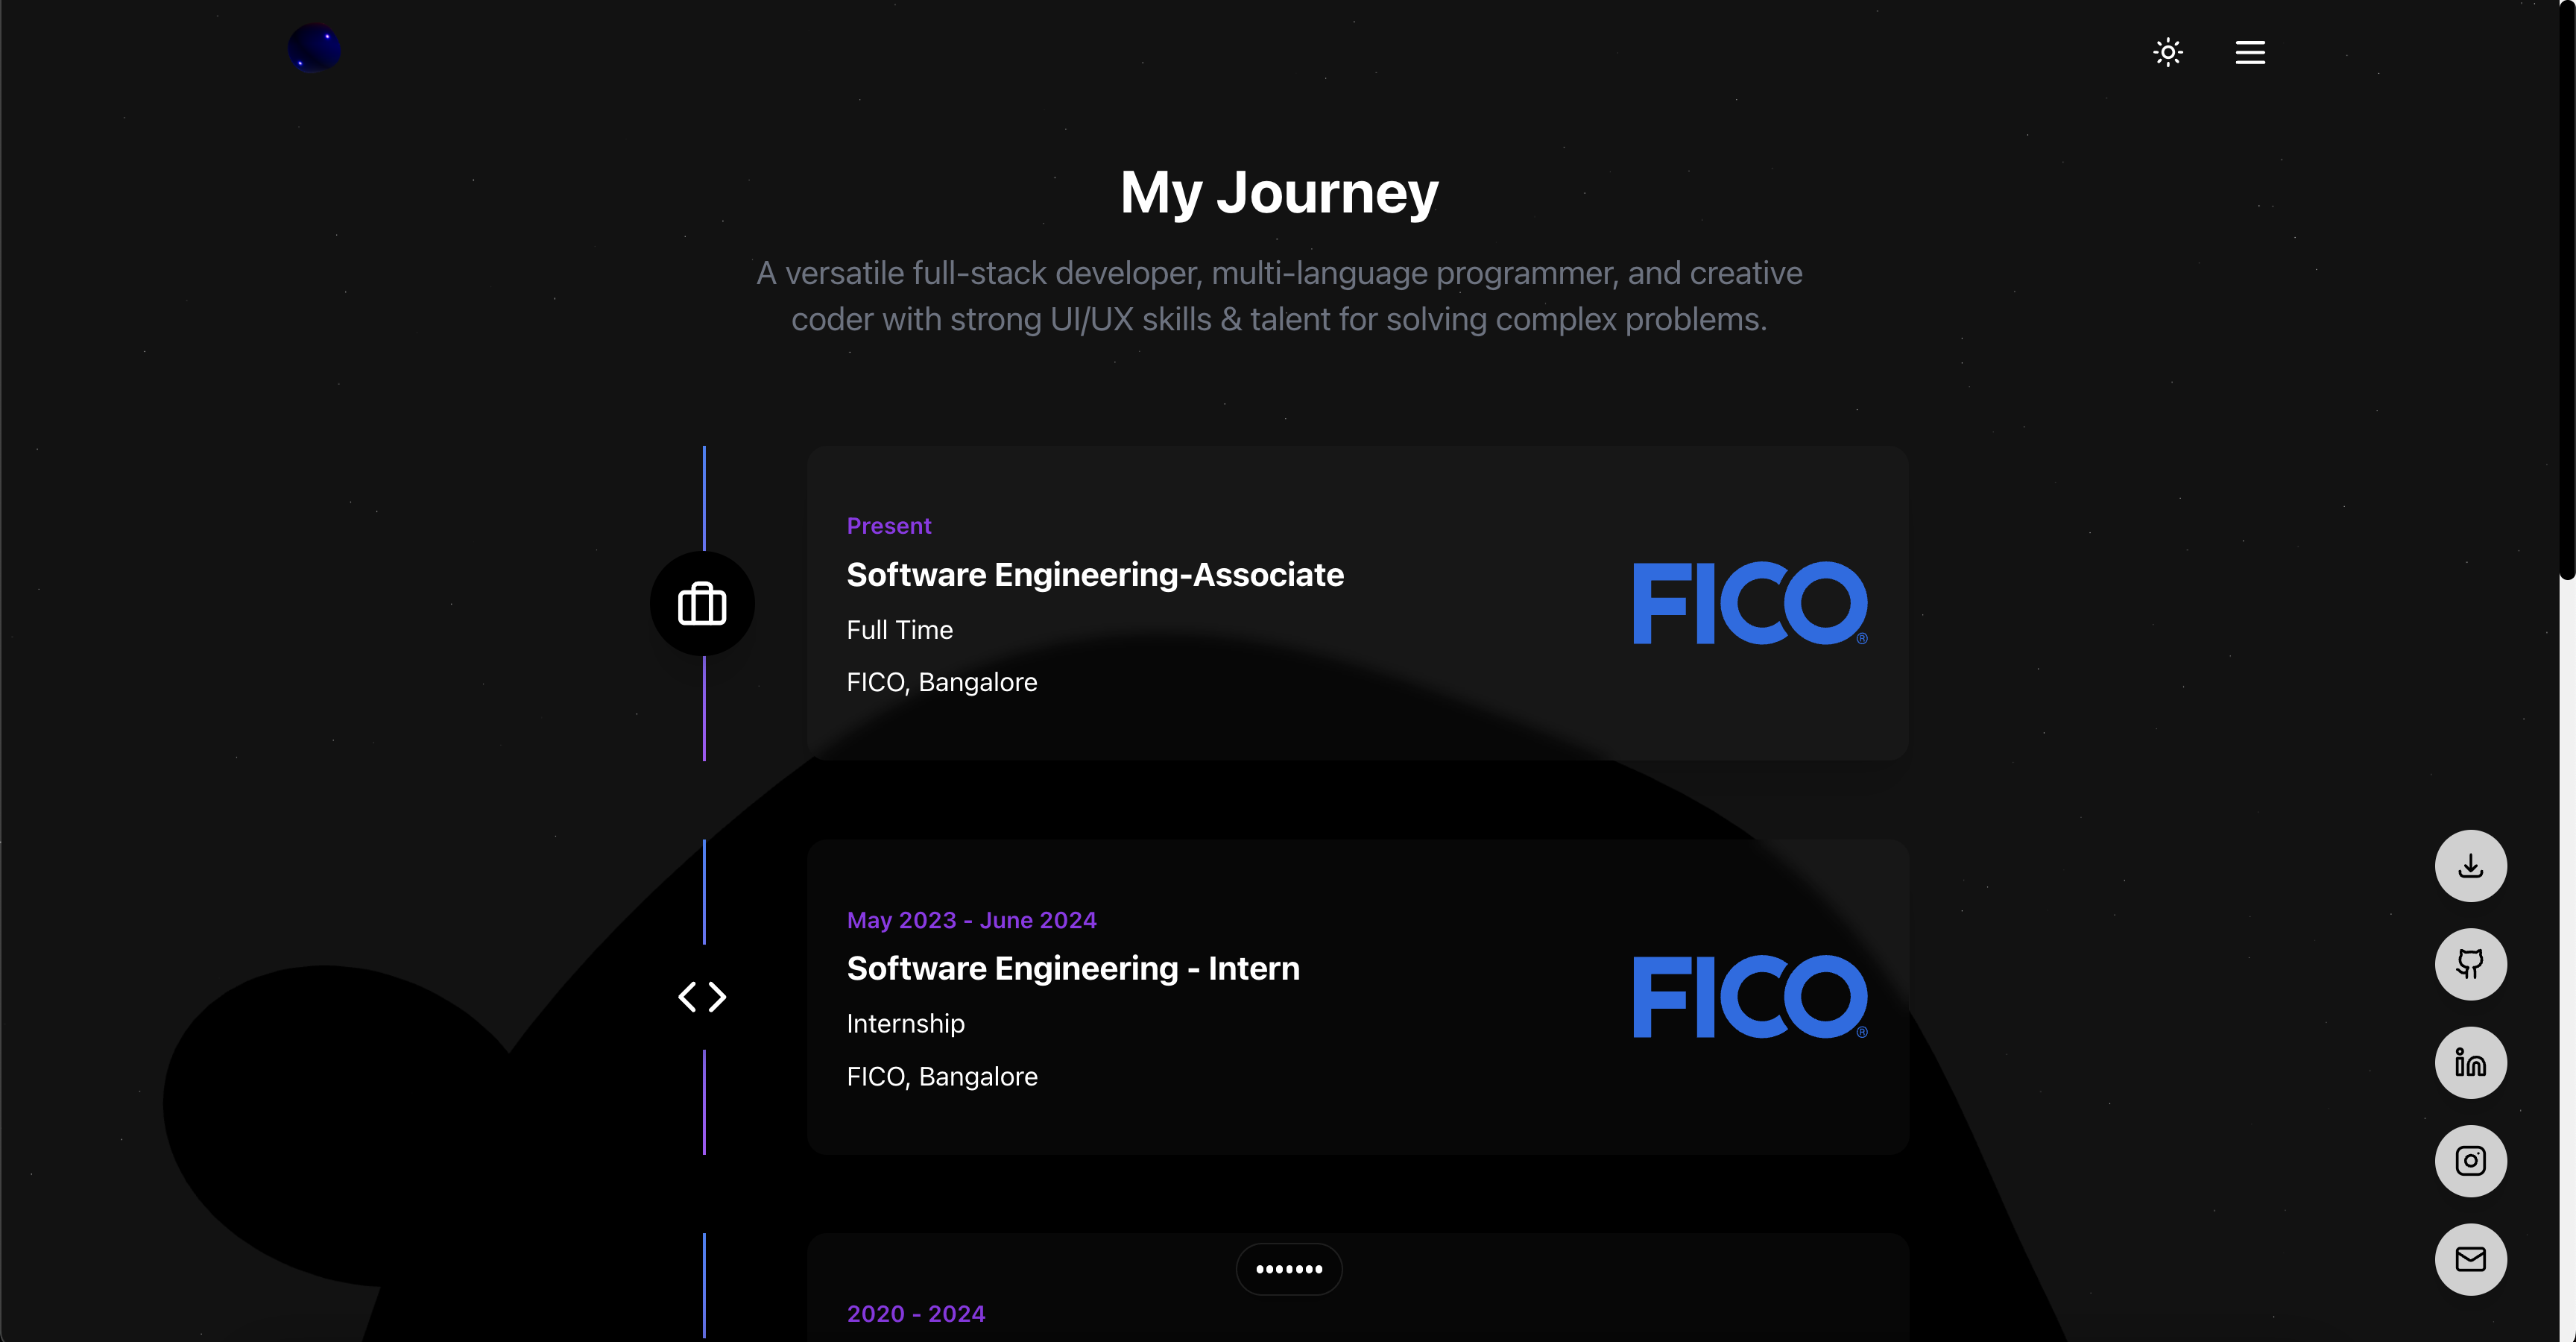 My Journey
A versatile full-stack developer, multi-language programmer, and creative
coder with strong UI/UX skills & talent for solving complex problems.
Present
Software Engineering-Associate
Full Time
FICO, Bangalore
FICO®
May 2023 - June 2024
Software Engineering - Intern
Internship
FICO, Bangalore
FICO®
2020 - 2024